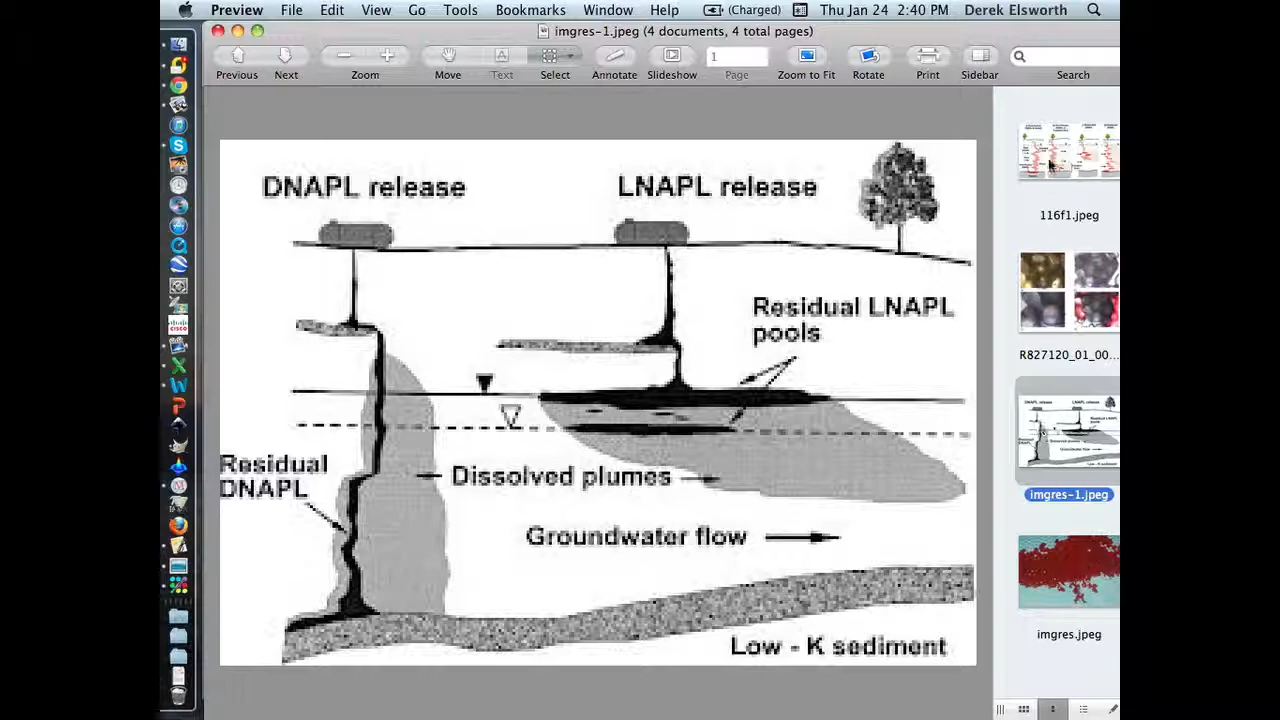 Preview File Edit View Go Tools Bookmarks Window Help (Charged) Thu Jan 24 2:40 PM Derek Elsworth
imgres-1.jpeg (4 documents, 4 total pages)
1
Previous Next Zoom Move Text Select Annotate Slideshow Page Zoom to Fit Rotate Print Sidebar Search
DNAPL release
LNAPL release
Residual LNAPL
pools
Residual
DNAPL
Dissolved plumes
Groundwater flow
Low - K sediment
116f1.jpeg
R827120_01_00...
imgres-1.jpeg
imgres.jpeg
CISCO